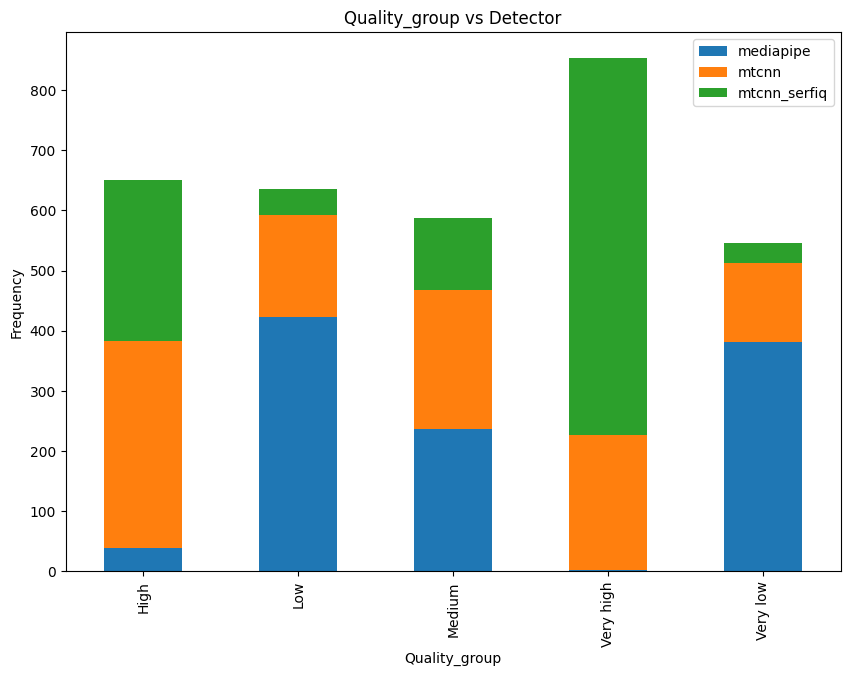 Quality_group vs Detector
mediapipe
mtcnn
mtcnn_serfiq
Frequency
800
700
600
500
400
300
200
100
0
High
Low
Medium
Very high
Very low
Quality_group